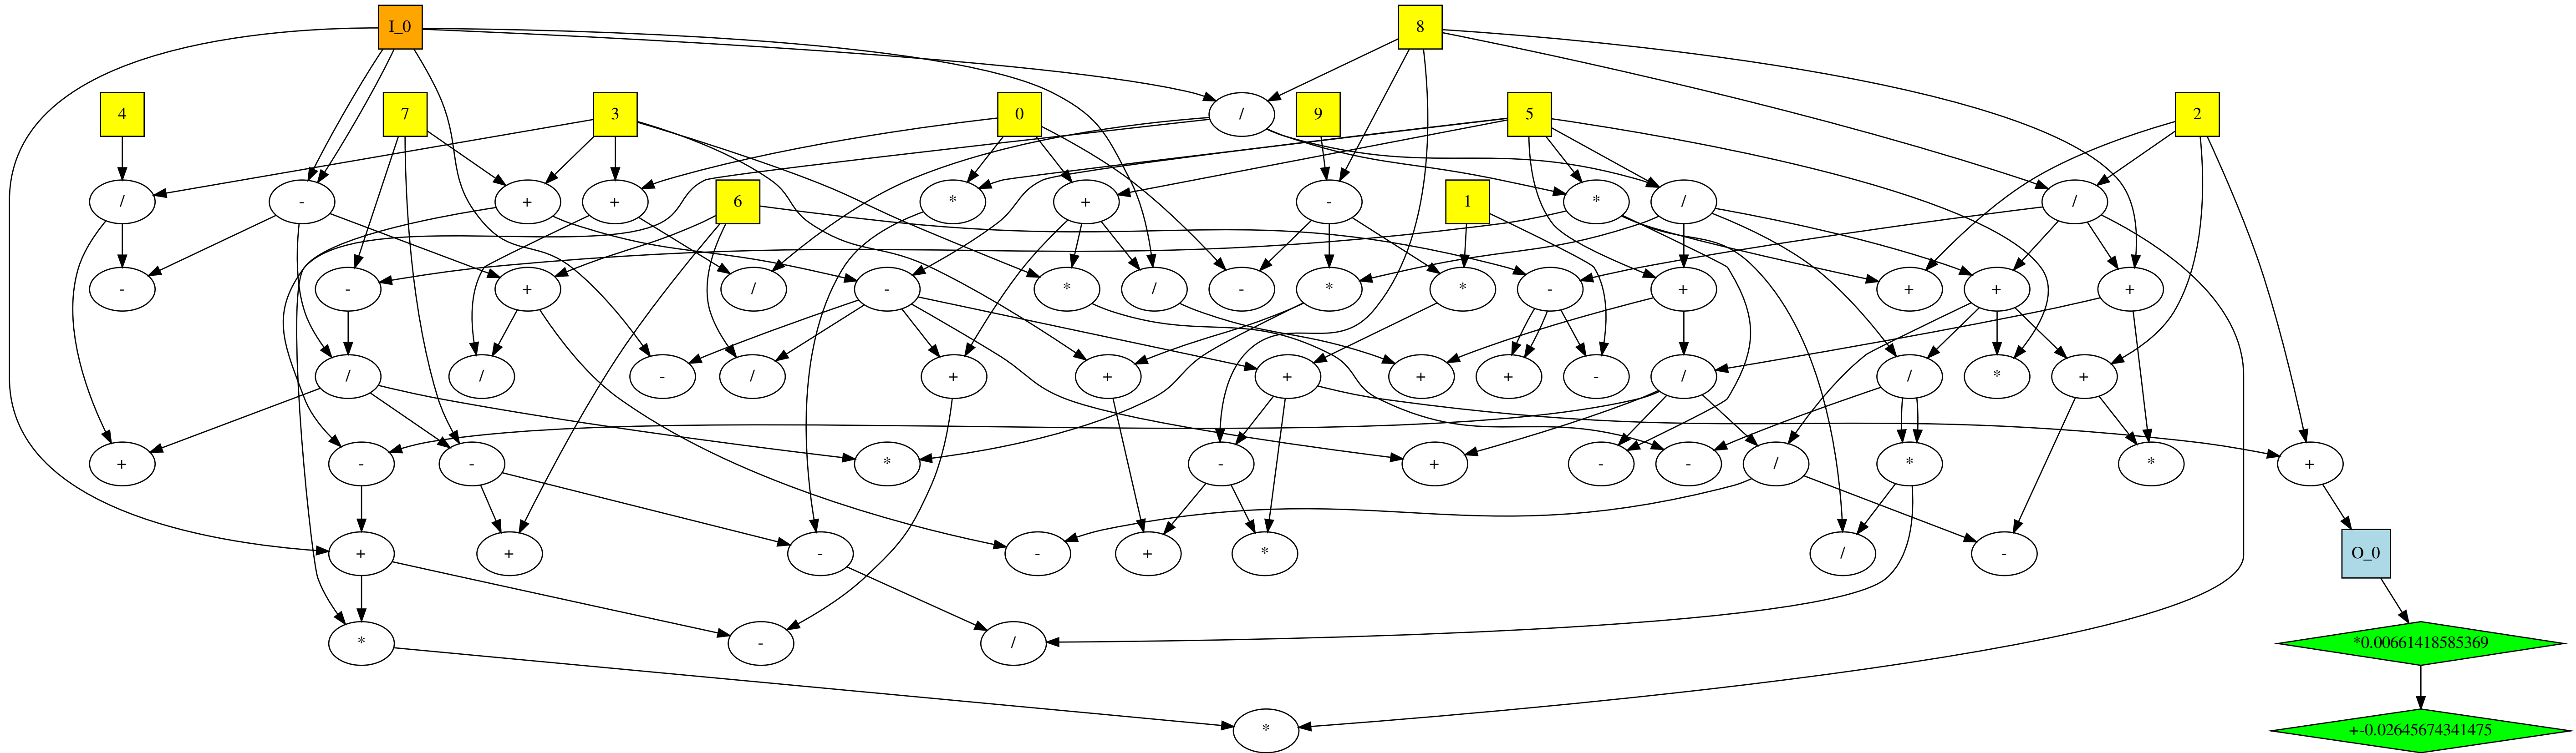 I_0 8
4 7 3 0 / 9 5 2
/ - + + 6 * + - 1 * / /
- - + / - * / - * * - + + + +
/ / - / + + + + + - / / * +
+ - - * - + - - / * * +
+ + - - + * / - O_0
* - / *0.00661418585369
* +-0.02645674341475